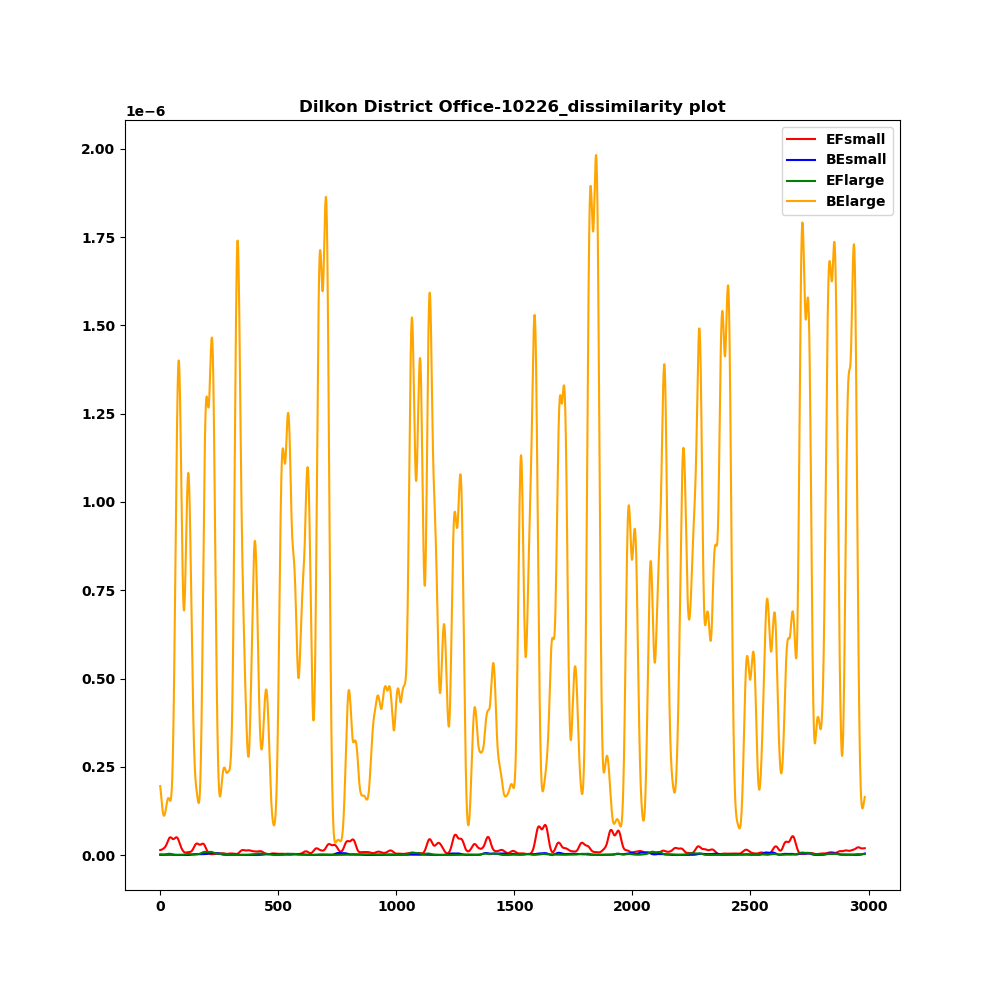 Dilkon District Office-10226_dissimilarity plot
1e−6
EFsmall
BEsmall
EFlarge
BElarge
2.00
1.75
1.50
1.25
1.00
0.75
0.50
0.25
0.00
0 500 1000 1500 2000 2500 3000